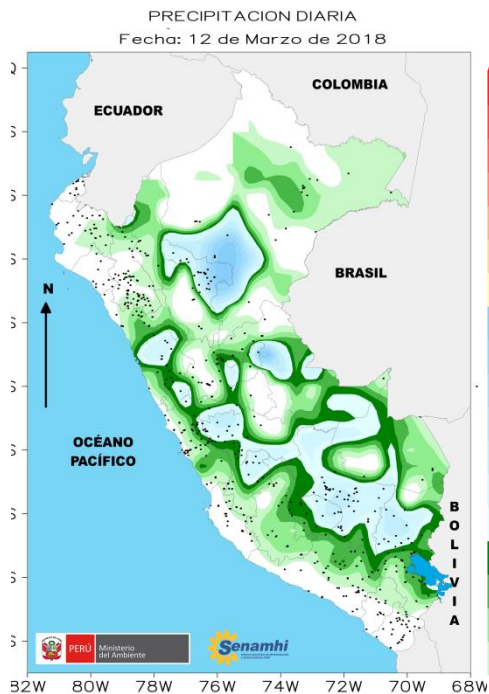 PRECIPITACION DIARIA
Fecha: 12 de Marzo de 2018
COLOMBIA
ECUADOR
BRASIL
N
OCÉANO
PACÍFICO
BOLIVIA
PERÚ Ministerio
del Ambiente
Senamhi
82W 80W 78W 76W 74W 72W 70W 68W